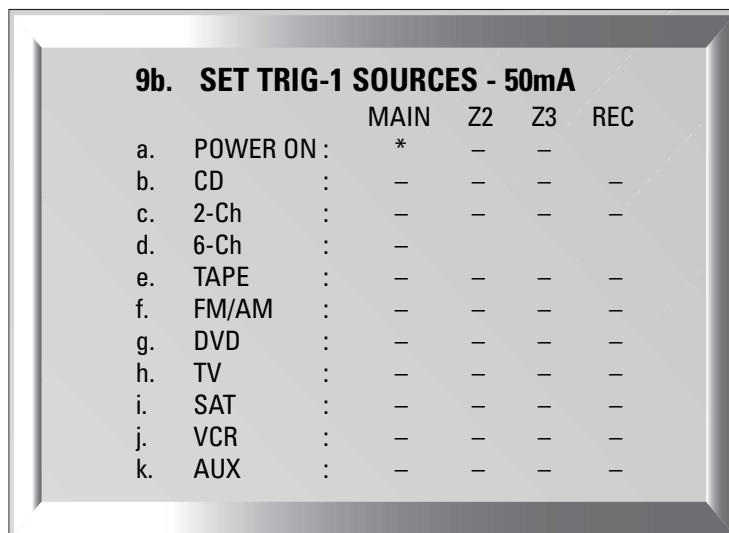 9b. SET TRIG-1 SOURCES - 50mA
MAIN Z2 Z3 REC
a. POWER ON : * – –
b. CD : – – – –
c. 2-Ch : – – – –
d. 6-Ch : –
e. TAPE : – – – –
f. FM/AM : – – – –
g. DVD : – – – –
h. TV : – – – –
i. SAT : – – – –
j. VCR : – – – –
k. AUX : – – – –